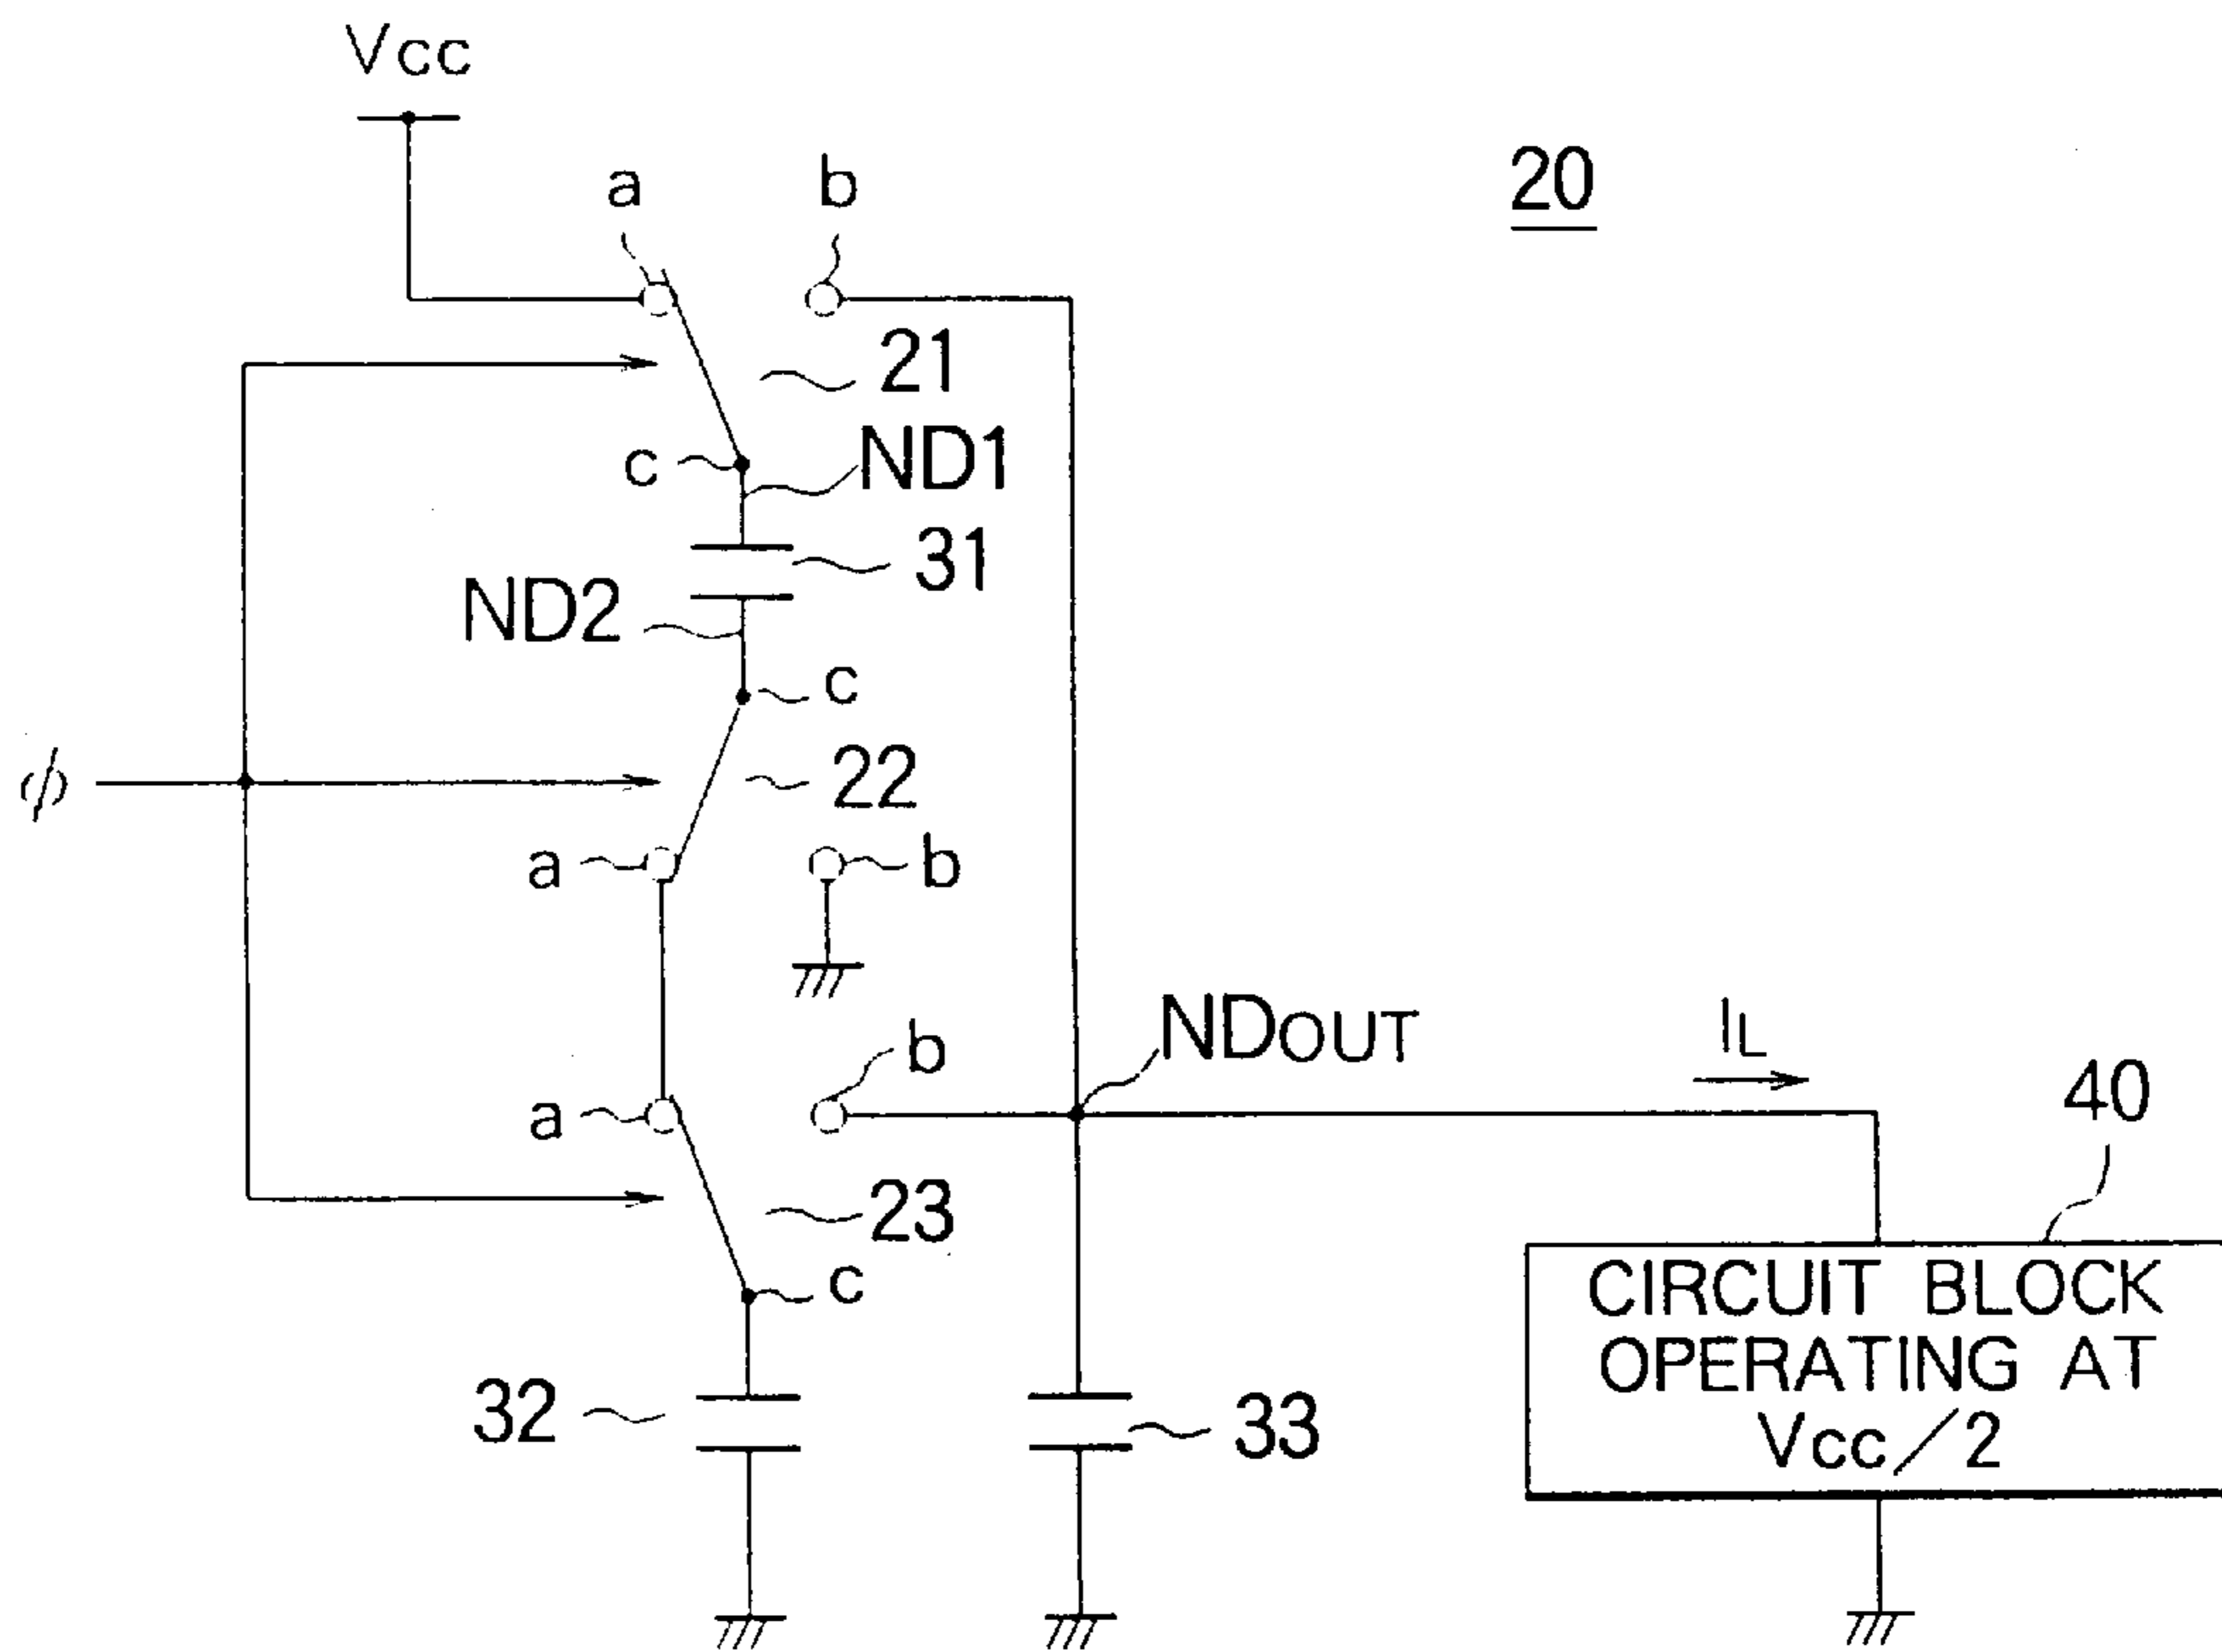 Vcc
a
b
20
21
c
ND1
31
ND2
c
ϕ
22
a
b
b
NDOUT
IL
a
40
23
c
CIRCUIT BLOCK
OPERATING AT
Vcc/2
32
33